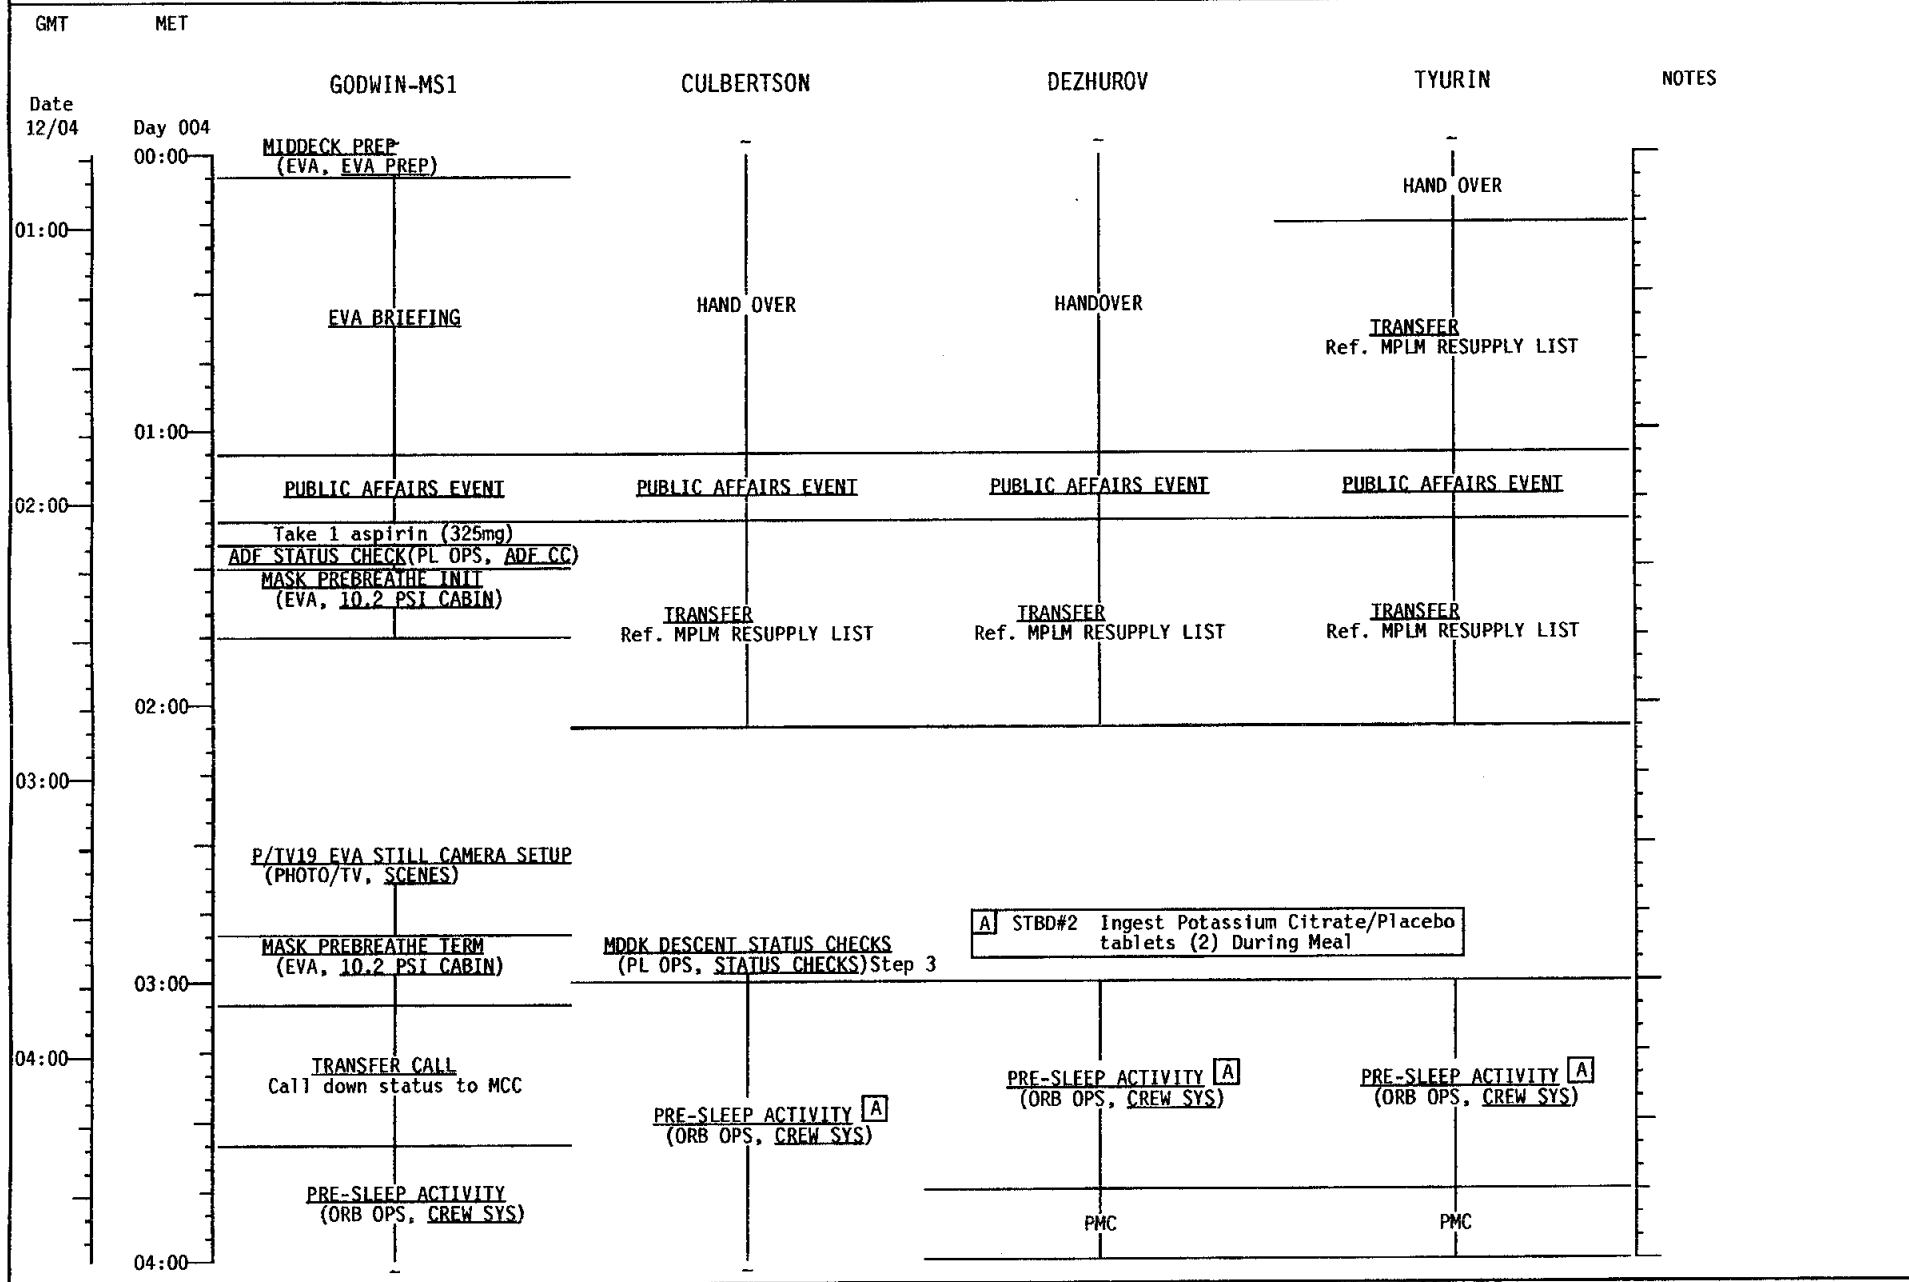 GMT MET
GODWIN-MS1 CULBERTSON DEZHUROV TYURIN NOTES
Date
12/04 Day 004
00:00
MIDDECK PREP
(EVA, EVA PREP)
HAND OVER
01:00
EVA BRIEFING
HAND OVER
HANDOVER
TRANSFER
Ref. MPLM RESUPPLY LIST
01:00
PUBLIC AFFAIRS EVENT PUBLIC AFFAIRS EVENT PUBLIC AFFAIRS EVENT PUBLIC AFFAIRS EVENT
02:00
Take 1 aspirin (325mg)
ADF STATUS CHECK(PL OPS, ADF CC)
MASK PREBREATHE INIT
(EVA, 10.2 PSI CABIN)
TRANSFER TRANSFER TRANSFER
Ref. MPLM RESUPPLY LIST Ref. MPLM RESUPPLY LIST Ref. MPLM RESUPPLY LIST
02:00
03:00
P/TV19 EVA STILL CAMERA SETUP
(PHOTO/TV, SCENES)
A STBD#2 Ingest Potassium Citrate/Placebo
tablets (2) During Meal
MASK PREBREATHE TERM
(EVA, 10.2 PSI CABIN)
MDDK DESCENT STATUS CHECKS
(PL OPS, STATUS CHECKS)Step 3
03:00
04:00
TRANSFER CALL
Call down status to MCC
PRE-SLEEP ACTIVITY A
(ORB OPS, CREW SYS)
PRE-SLEEP ACTIVITY A
(ORB OPS, CREW SYS)
PRE-SLEEP ACTIVITY A
(ORB OPS, CREW SYS)
PRE-SLEEP ACTIVITY
(ORB OPS, CREW SYS)
PMC PMC
04:00